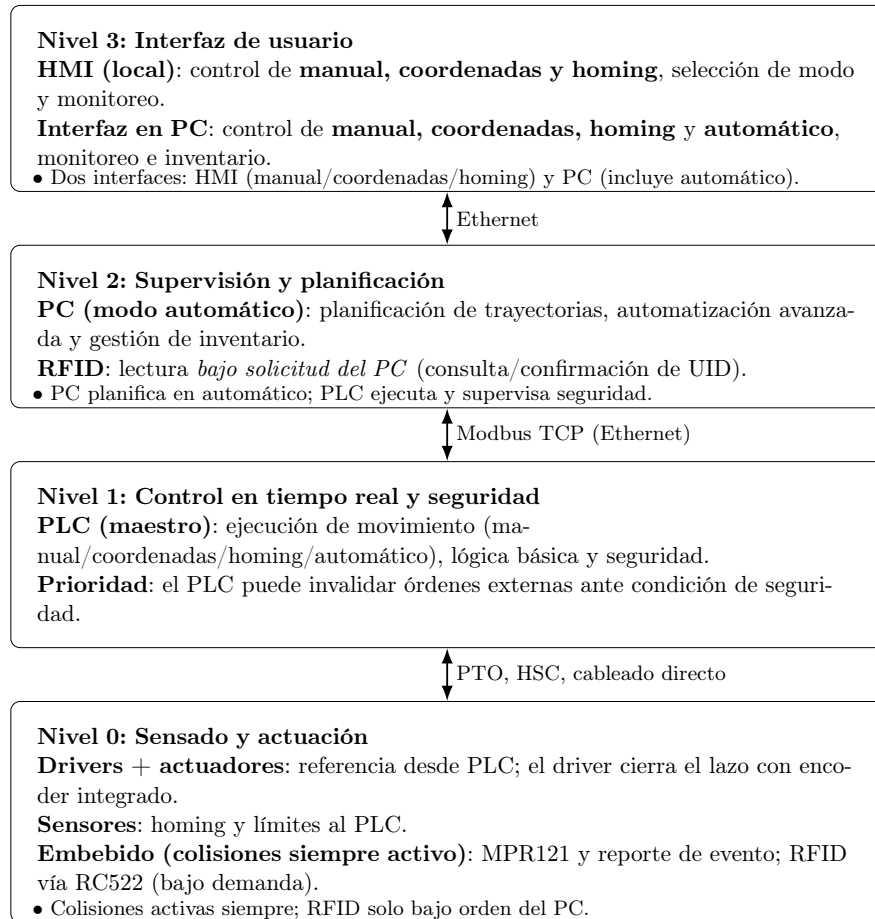 Nivel 3: Interfaz de usuario
HMI (local): control de manual, coordenadas y homing, selección de modo
y monitoreo.
Interfaz en PC: control de manual, coordenadas, homing y automático,
monitoreo e inventario.
• Dos interfaces: HMI (manual/coordenadas/homing) y PC (incluye automático).
Ethernet
Nivel 2: Supervisión y planificación
PC (modo automático): planificación de trayectorias, automatización avanza-
da y gestión de inventario.
RFID: lectura bajo solicitud del PC (consulta/confirmación de UID).
• PC planifica en automático; PLC ejecuta y supervisa seguridad.
Modbus TCP (Ethernet)
Nivel 1: Control en tiempo real y seguridad
PLC (maestro): ejecución de movimiento (ma-
nual/coordenadas/homing/automático), lógica básica y seguridad.
Prioridad: el PLC puede invalidar órdenes externas ante condición de seguri-
dad.
PTO, HSC, cableado directo
Nivel 0: Sensado y actuación
Drivers + actuadores: referencia desde PLC; el driver cierra el lazo con enco-
der integrado.
Sensores: homing y límites al PLC.
Embebido (colisiones siempre activo): MPR121 y reporte de evento; RFID
vía RC522 (bajo demanda).
• Colisiones activas siempre; RFID solo bajo orden del PC.